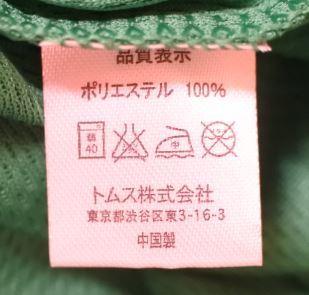 品質表示
ポリエステル 100%
弱
40
中
トムス株式会社
東京都渋谷区東3-16-3
中国製